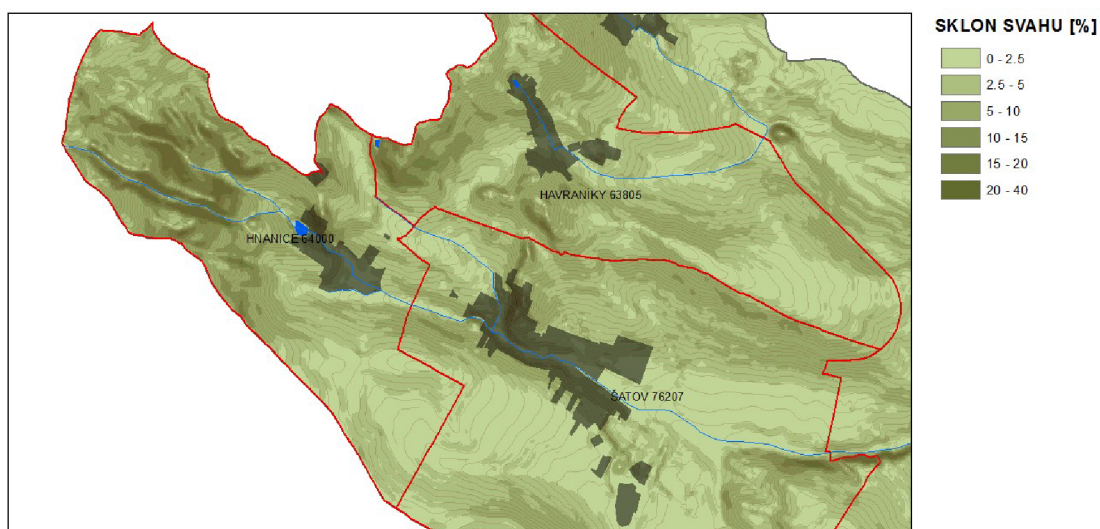 SKLON SVAHU [%]
0 - 2.5
2.5 - 5
5 - 10
10 - 15
15 - 20
20 - 40
HAVRANÍKY 63805
HNANICE 64000
ŠATOV 76207